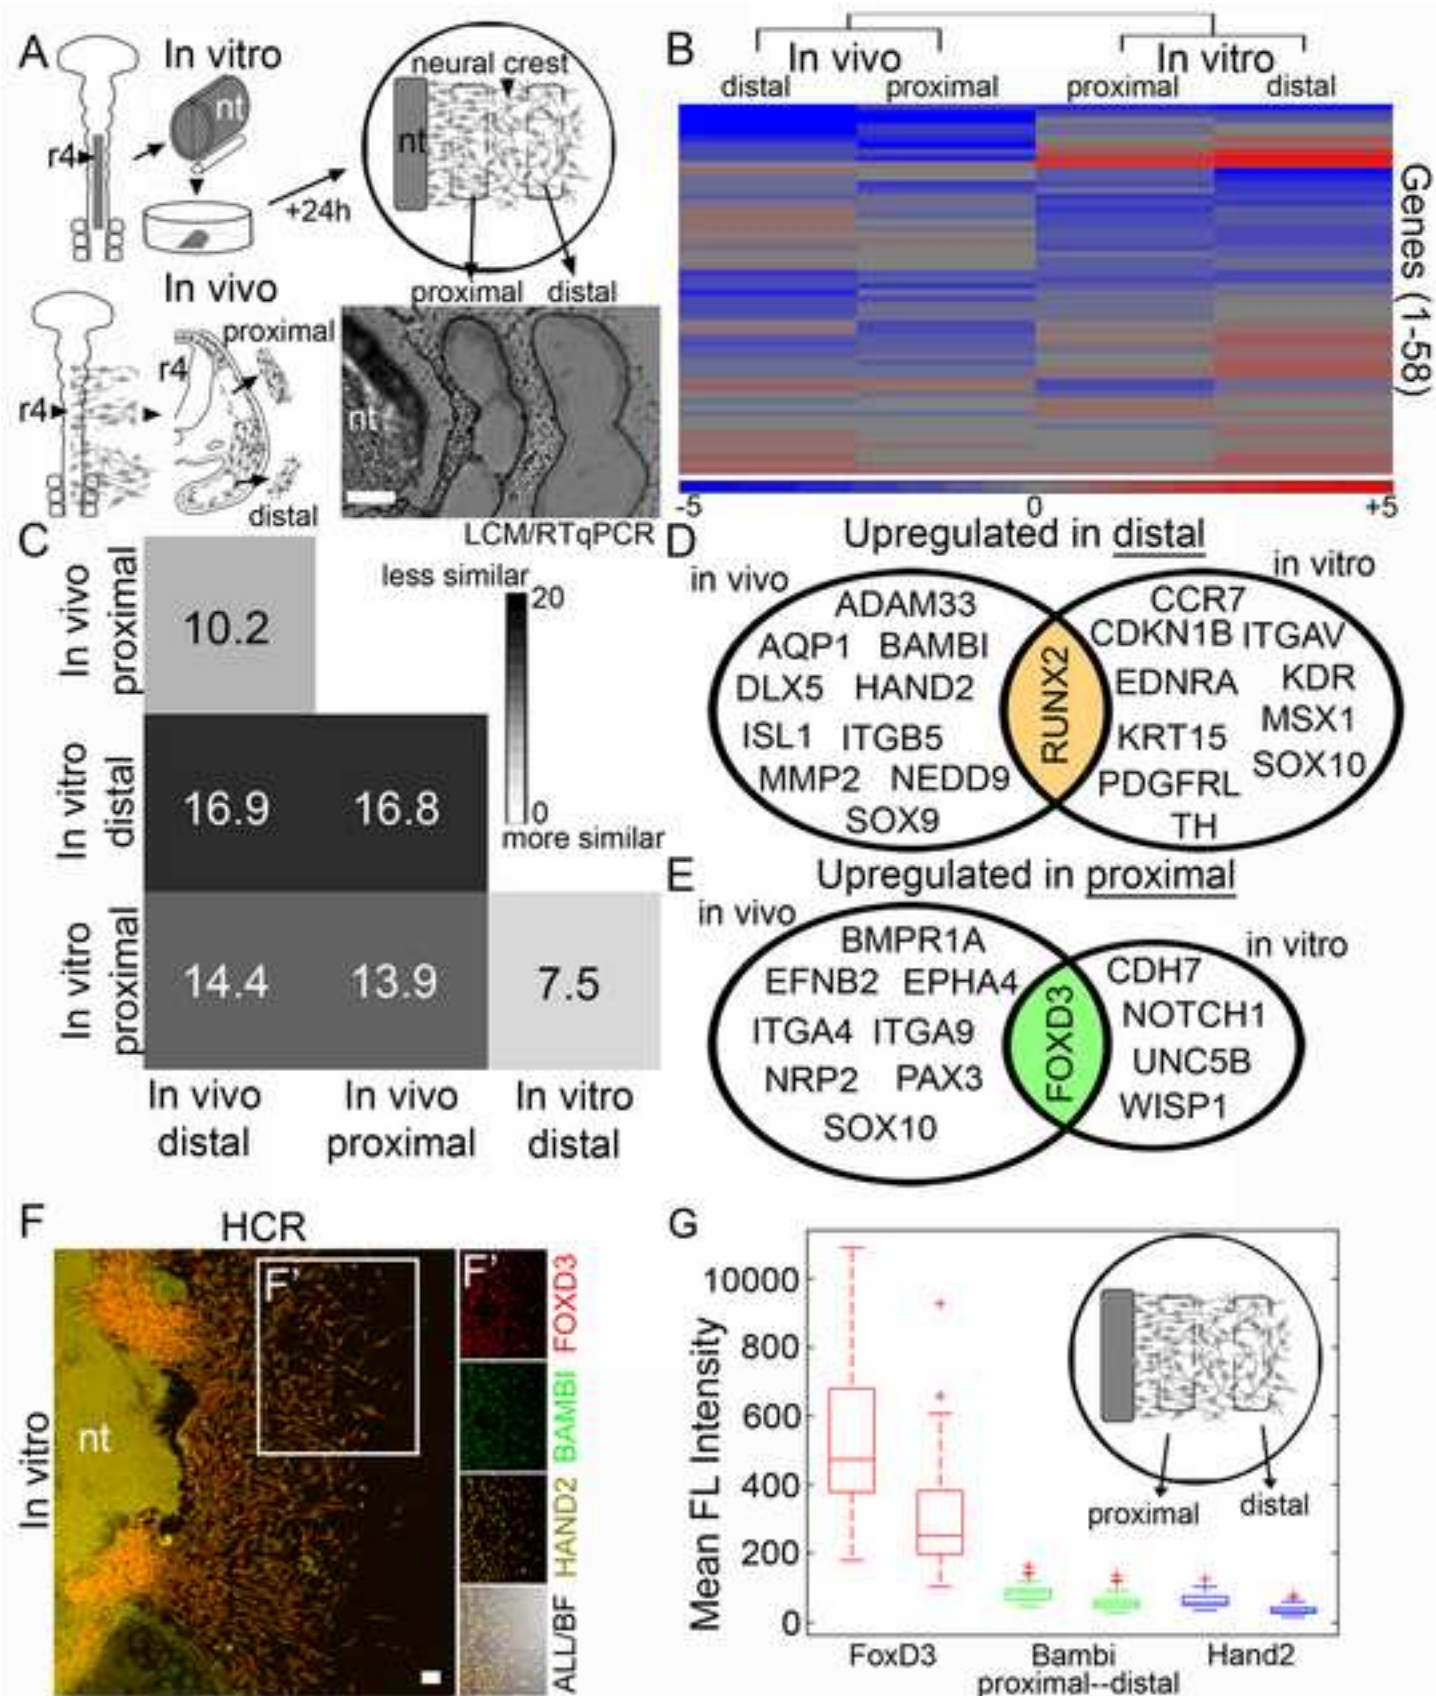 A
In vitro
nt
r4
+24h
neural crest
nt
proximal distal
In vivo
proximal
r4
r4
distal
nt
LCM/RTqPCR
B
In vivo
In vitro
distal proximal proximal distal
Genes (1-58)
-5 0 +5
C
In vivo
proximal
In vitro
distal
In vitro
proximal
10.2
16.9 16.8
14.4 13.9 7.5
In vivo
distal
In vivo
proximal
In vitro
distal
less similar
20
0
more similar
D
Upregulated in distal
in vivo
in vitro
ADAM33
AQP1 BAMBI
DLX5 HAND2
ISL1 ITGB5
MMP2 NEDD9
SOX9
RUNX2
CCR7
CDKN1B ITGAV
EDNRA KDR
MSX1
KRT15
SOX10
PDGFRL
TH
E
Upregulated in proximal
in vivo
in vitro
BMPR1A
EFNB2 EPHA4
ITGA4 ITGA9
NRP2 PAX3
SOX10
FOXD3
CDH7
NOTCH1
UNC5B
WISP1
F
HCR
In vitro
nt
F'
F'
FOXD3
BAMBI
HAND2
ALL/BF
G
Mean FL Intensity
10000
800
600
400
200
0
proximal
distal
FoxD3 Bambi Hand2
proximal--distal